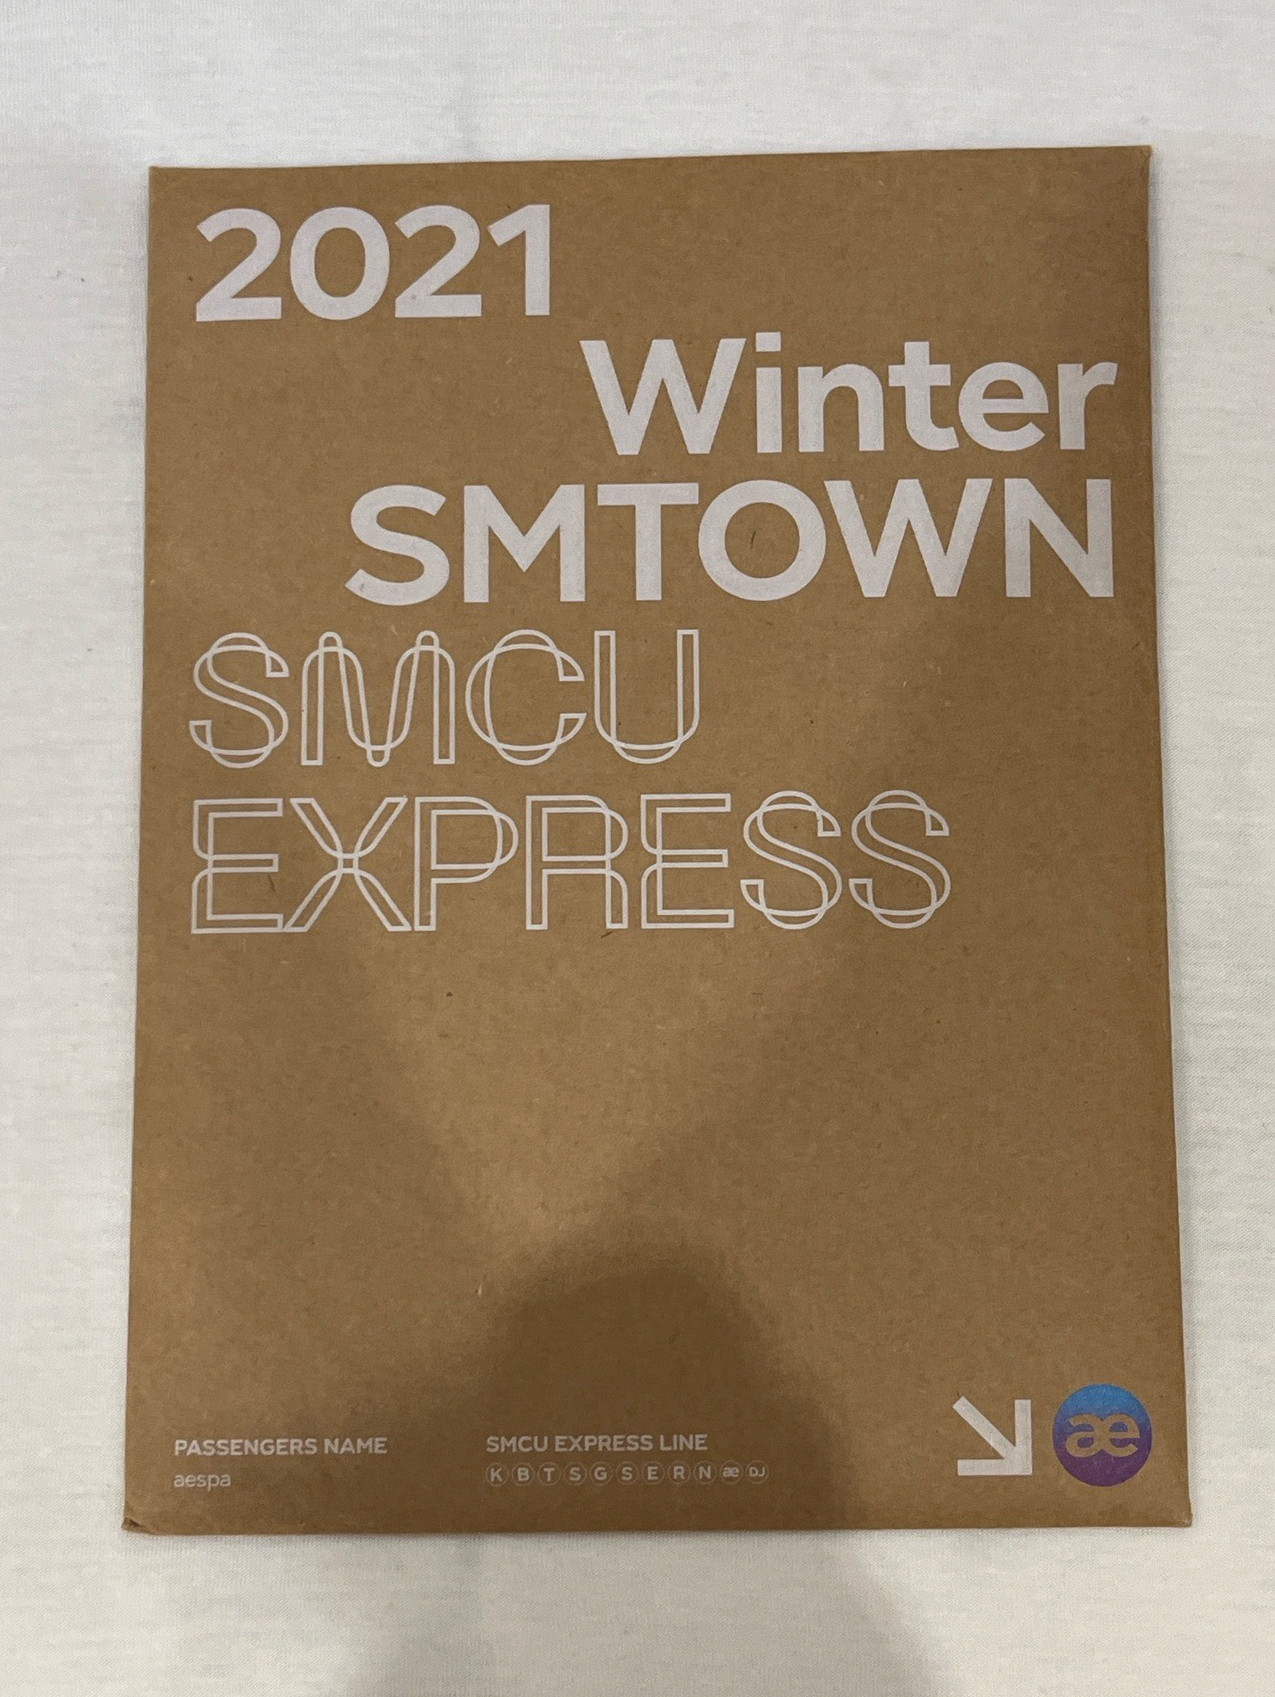 2021
Winter
SMTOWN
SMCU
EXPRESS
PASSENGERS NAME
aespa
SMCU EXPRESS LINE
K B T S G S E R N æ DJ
æ